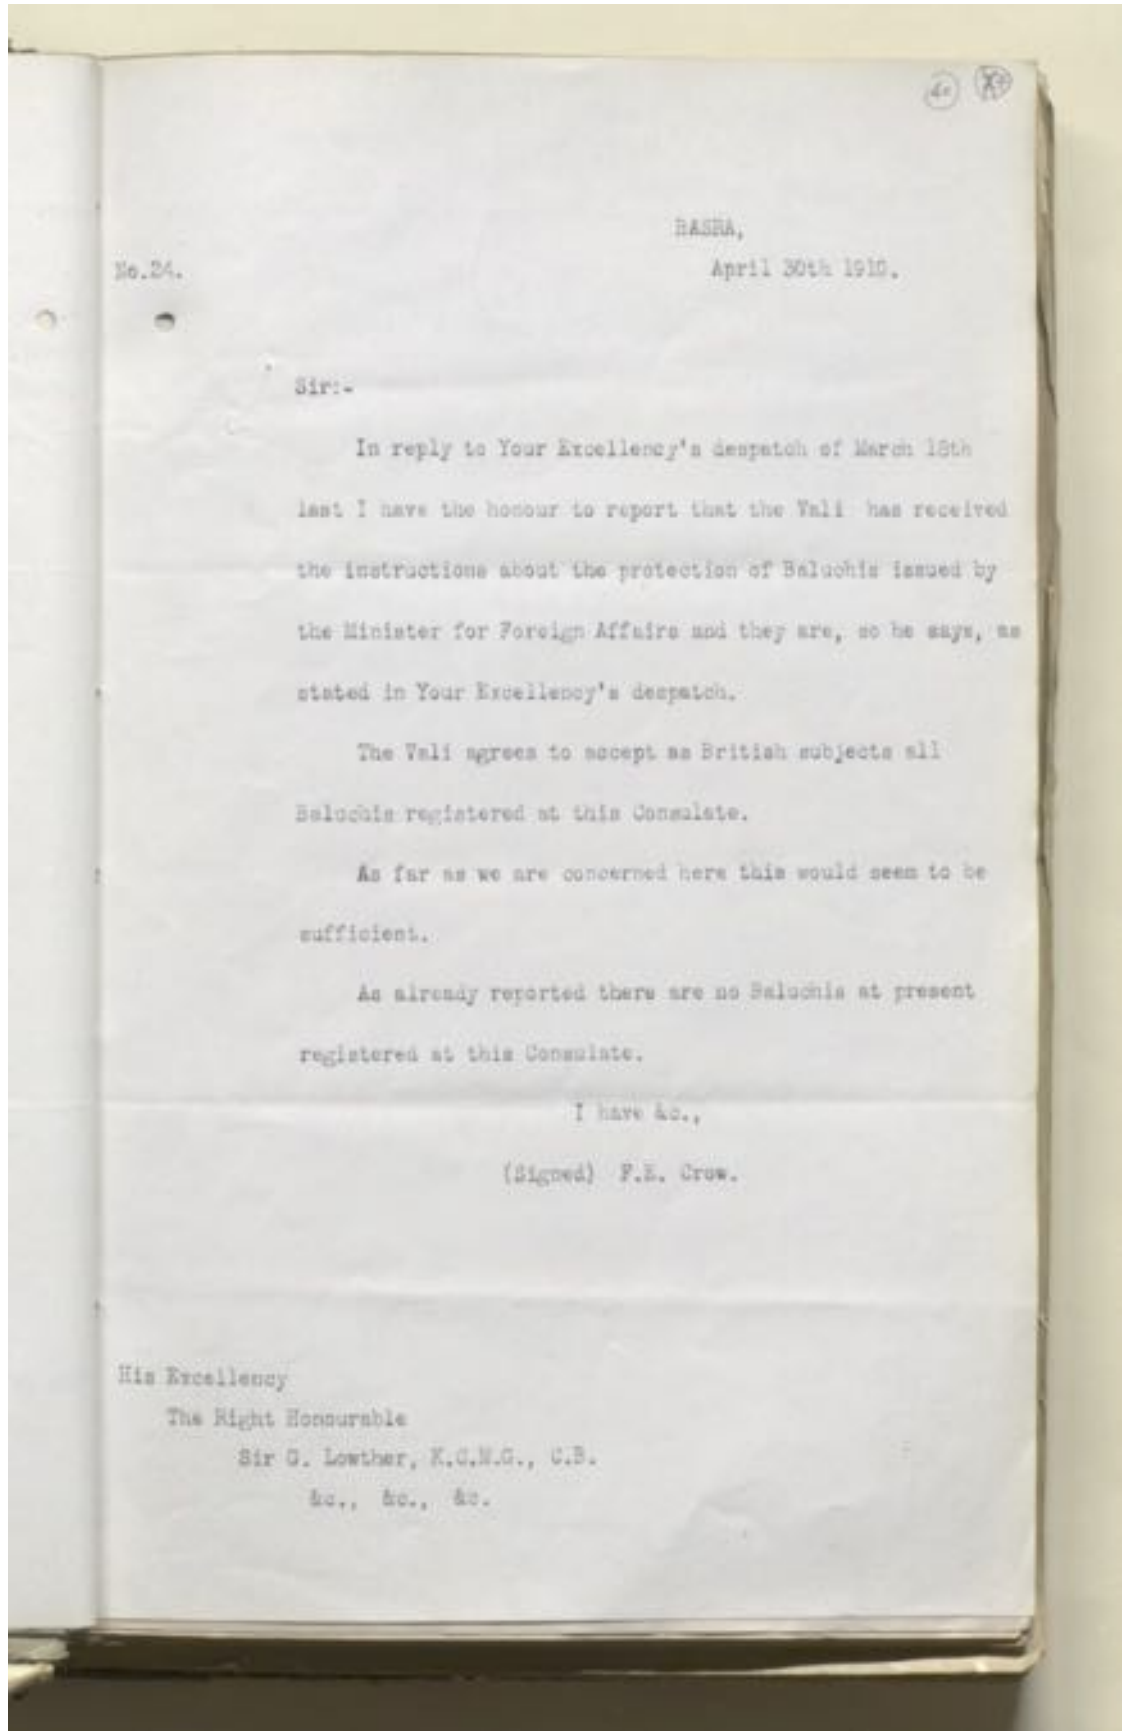 40
BASRA,
No.24.
April 30th 1910.
Sir:-
In reply to Your Excellency's despatch of March 18th
last I have the honour to report that the Vali has received
the instructions about the protection of Baluchis issued by
the Minister for Foreign Affairs and they are, so he says, as
stated in Your Excellency's despatch.
The Vali agrees to accept as British subjects all
Baluchis registered at this Consulate.
As far as we are concerned here this would seem to be
sufficient.
As already reported there are no Baluchis at present
registered at this Consulate.
I have &c.,
(Signed) F.E. Crow.
His Excellency
The Right Honourable
Sir G. Lowther, K.C.M.G., C.B.
&c., &c., &c.